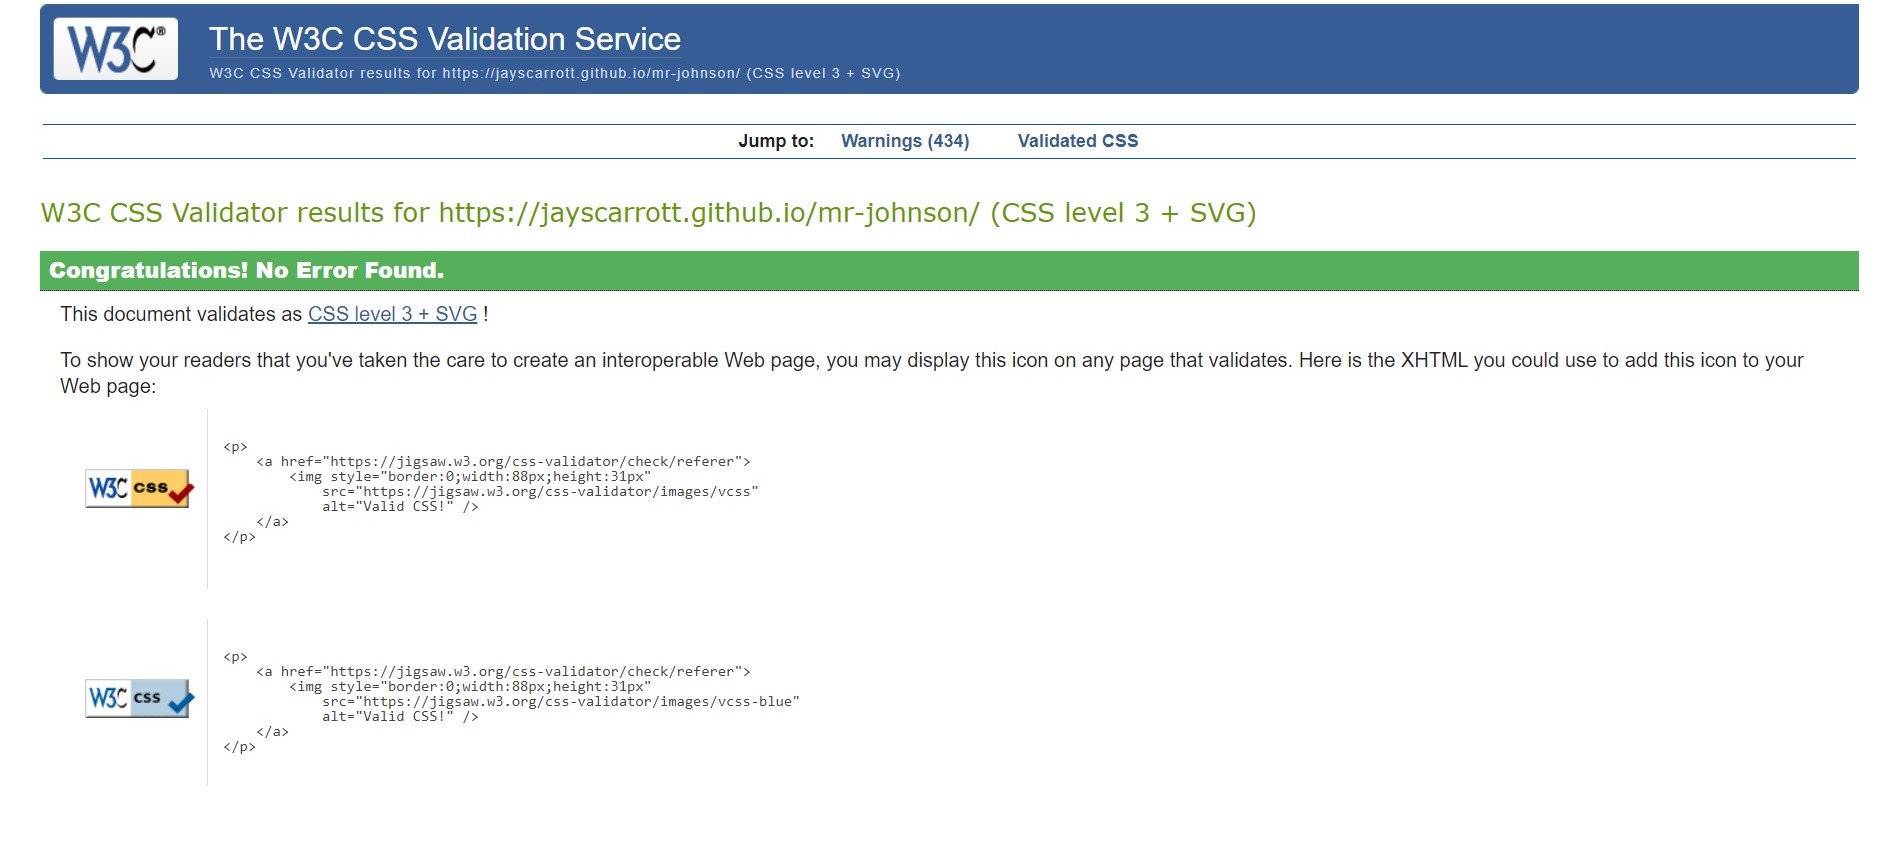 W3C®
The W3C CSS Validation Service
W3C CSS Validator results for https://jayscarrott.github.io/mr-johnson/ (CSS level 3 + SVG)
Jump to: Warnings (434) Validated CSS
W3C CSS Validator results for https://jayscarrott.github.io/mr-johnson/ (CSS level 3 + SVG)
Congratulations! No Error Found.
This document validates as CSS level 3 + SVG !
To show your readers that you've taken the care to create an interoperable Web page, you may display this icon on any page that validates. Here is the XHTML you could use to add this icon to your
Web page:
W3C css
<p>
    <a href="https://jigsaw.w3.org/css-validator/check/referer">
        <img style="border:0;width:88px;height:31px"
            src="https://jigsaw.w3.org/css-validator/images/vcss"
            alt="Valid CSS!" />
    </a>
</p>
W3C css
<p>
    <a href="https://jigsaw.w3.org/css-validator/check/referer">
        <img style="border:0;width:88px;height:31px"
            src="https://jigsaw.w3.org/css-validator/images/vcss-blue"
            alt="Valid CSS!" />
    </a>
</p>